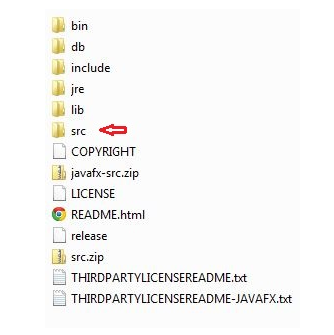 bin
db
include
jre
lib
src
COPYRIGHT
javafx-src.zip
LICENSE
README.html
release
src.zip
THIRDPARTYLICENSEREADME.txt
THIRDPARTYLICENSEREADME-JAVAFX.txt